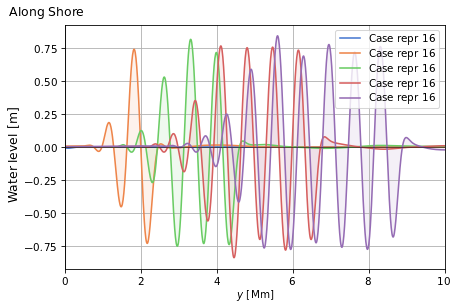 Along Shore
Water level [m]
0.75
0.50
0.25
0.00
−0.25
−0.50
−0.75
Case repr 16
Case repr 16
Case repr 16
Case repr 16
Case repr 16
0 2 4 6 8 10
y [Mm]